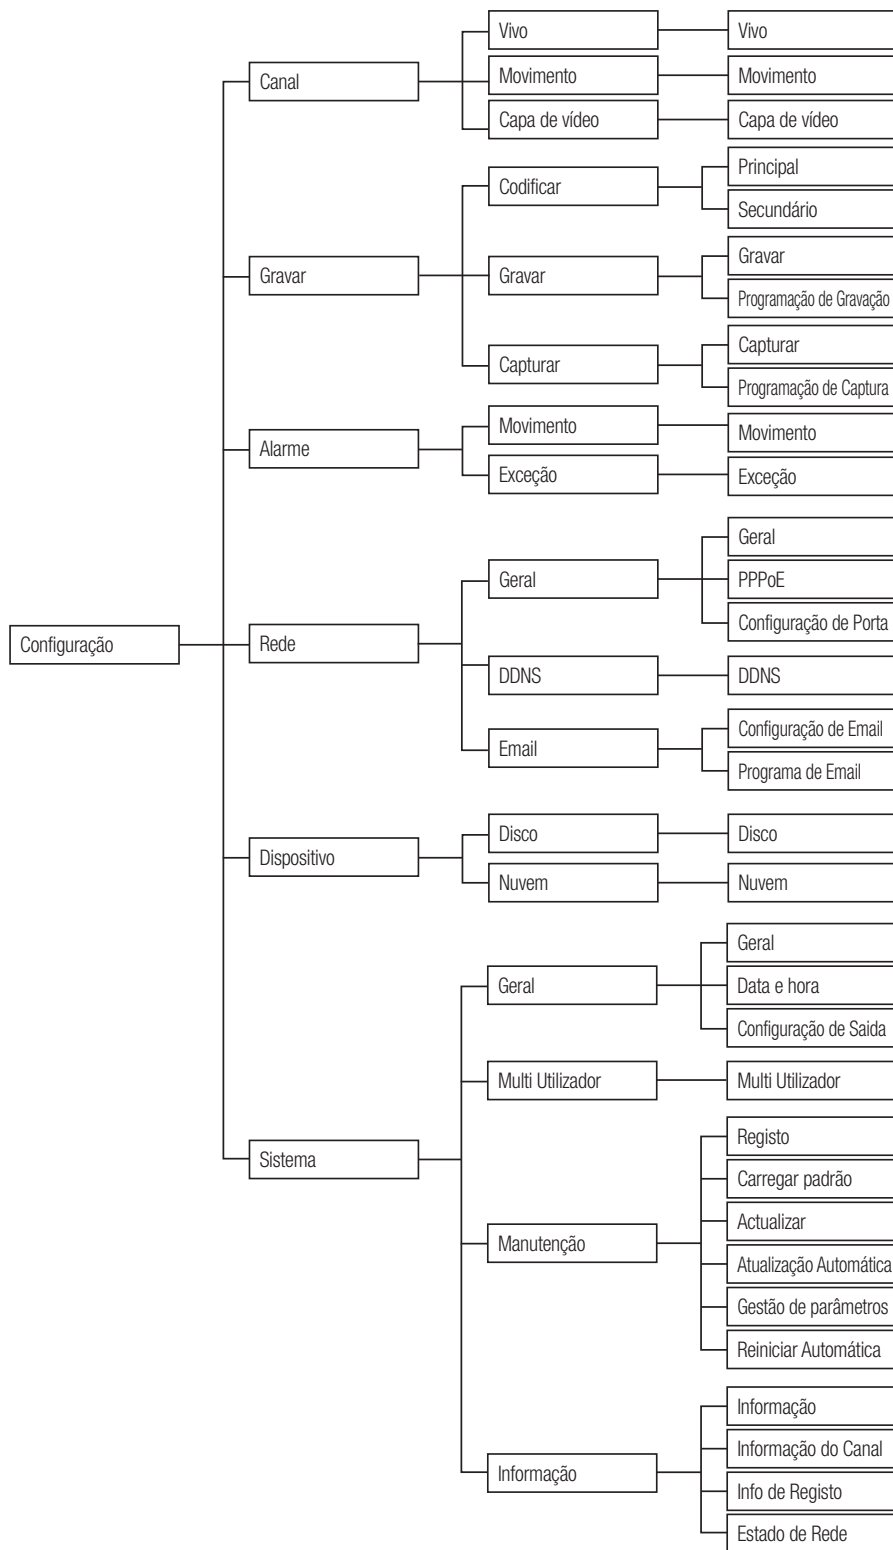 Configuração
Canal
Vivo
Vivo
Movimento
Movimento
Capa de vídeo
Capa de vídeo
Gravar
Codificar
Principal
Secundário
Gravar
Gravar
Programação de Gravação
Capturar
Capturar
Programação de Captura
Alarme
Movimento
Movimento
Exceção
Exceção
Rede
Geral
Geral
PPPoE
Configuração de Porta
DDNS
DDNS
Email
Configuração de Email
Programa de Email
Dispositivo
Disco
Disco
Nuvem
Nuvem
Sistema
Geral
Geral
Data e hora
Configuração de Saida
Multi Utilizador
Multi Utilizador
Manutenção
Registo
Carregar padrão
Actualizar
Atualização Automática
Gestão de parâmetros
Reiniciar Automática
Informação
Informação
Informação do Canal
Info de Registo
Estado de Rede